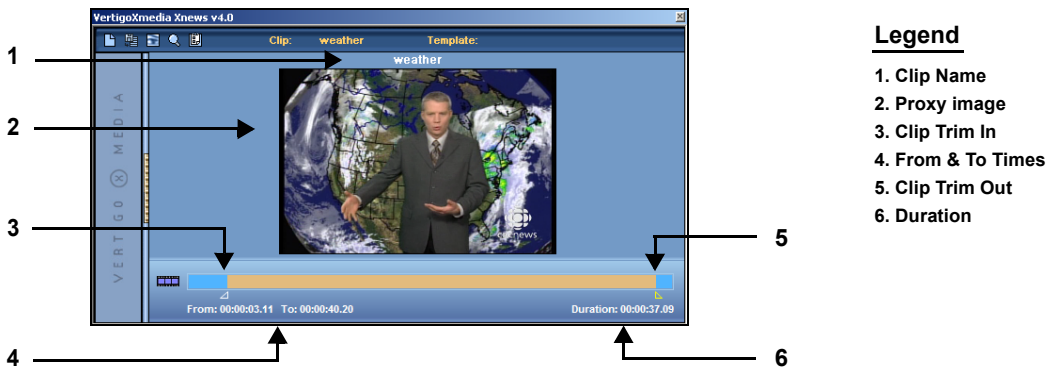 VertigoXmedia Xnews v4.0
Clip: weather Template:
weather
VERTIGO X MEDIA
From: 00:00:03.11 To: 00:00:40.20
Duration: 00:00:37.09
1
2
3
4
5
6
Legend
1. Clip Name
2. Proxy image
3. Clip Trim In
4. From & To Times
5. Clip Trim Out
6. Duration